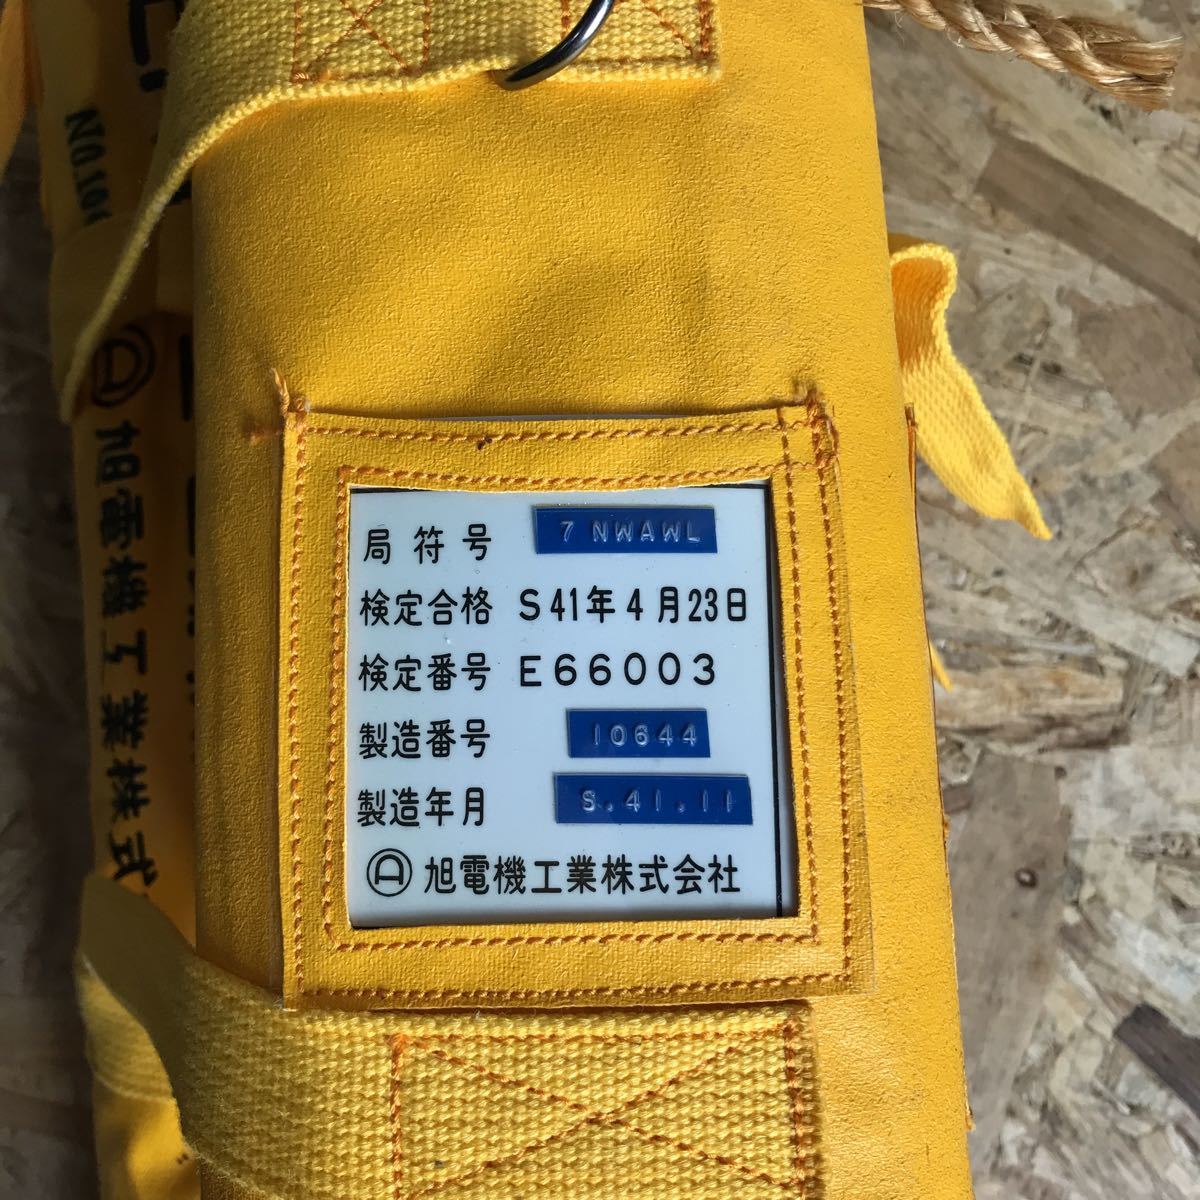 NO.106
Ⓐ 旭電機工業株式
局符号 7 NWAWL
検定合格 S 41年 4月23日
検定番号 E66003
製造番号 10644
製造年月 S.41.11
Ⓐ 旭電機工業株式会社